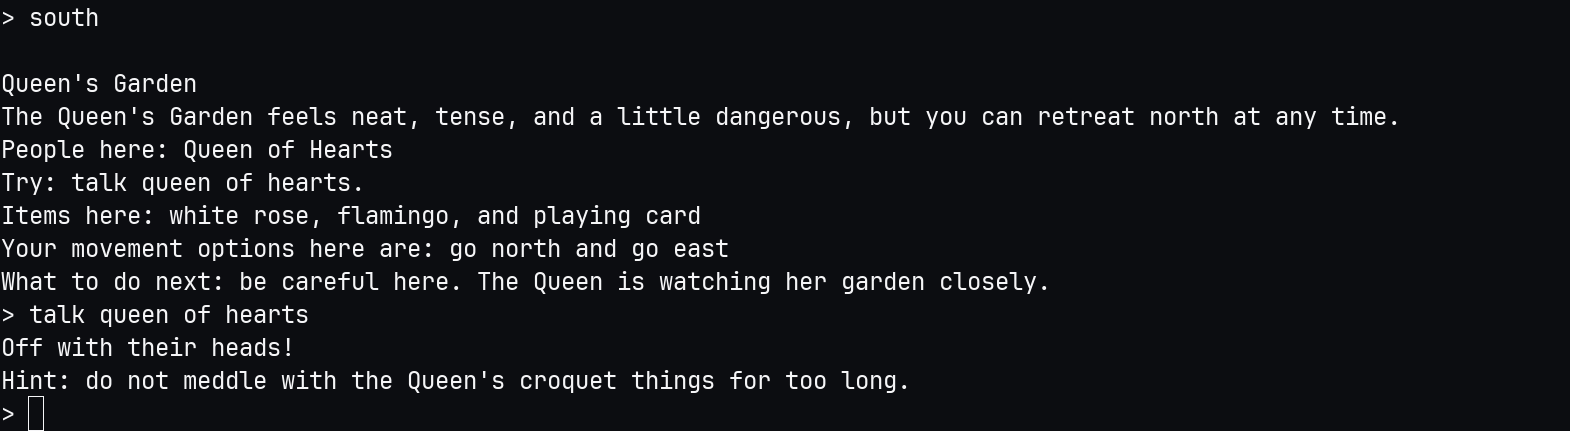 > south
Queen's Garden
The Queen's Garden feels neat, tense, and a little dangerous, but you can retreat north at any time.
People here: Queen of Hearts
Try: talk queen of hearts.
Items here: white rose, flamingo, and playing card
Your movement options here are: go north and go east
What to do next: be careful here. The Queen is watching her garden closely.
> talk queen of hearts
Off with their heads!
Hint: do not meddle with the Queen's croquet things for too long.
>